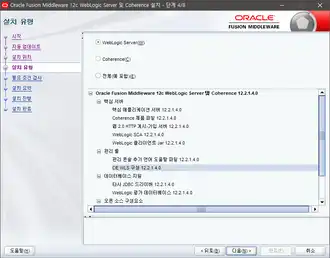 Oracle Fusion Middleware 12c WebLogic Server 및 Coherence 설치 - 단계 4/8
설치 유형
ORACLE
FUSION MIDDLEWARE
시작
자동 업데이트
설치 위치
설치 유형
필요 조건 검사
설치 요약
설치 진행
설치 완료
WebLogic Server(W)
Coherence(C)
전체(예 포함)
Oracle Fusion Middleware 12c WebLogic Server 및 Coherence 12.2.1.4.0
핵심 서버
핵심 애플리케이션 서버 12.2.1.4.0
Coherence 제품 파일 12.2.1.4.0
웹 2.0 HTTP 게시-가입 서버 12.2.1.4.0
WebLogic SCA 12.2.1.4.0
WebLogic 클라이언트 Jar 12.2.1.4.0
관리 툴
관리 콘솔 추가 언어 도움말 파일 12.2.1.4.0
CIE WLS 구성 12.2.1.4.0
데이터베이스 지원
타사 JDBC 드라이버 12.2.1.4.0
WebLogic 평가 데이터베이스 12.2.1.4.0
오픈 소스 구성요소
도움말(H)
< 뒤로(B)
다음(N) >
완료(F)
취소